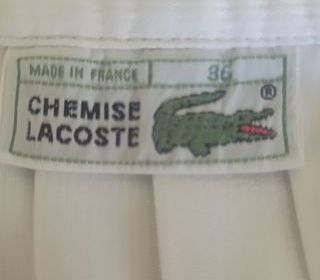 MADE IN FRANCE 36
CHEMISE
LACOSTE
®